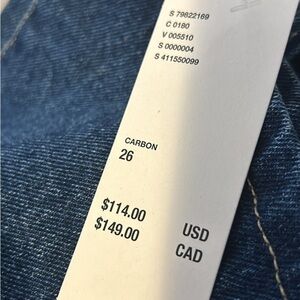 S 79822169
C 0180
V 005510
S 0000004
S 411550099
CARBON
26
$114.00 USD
$149.00 CAD